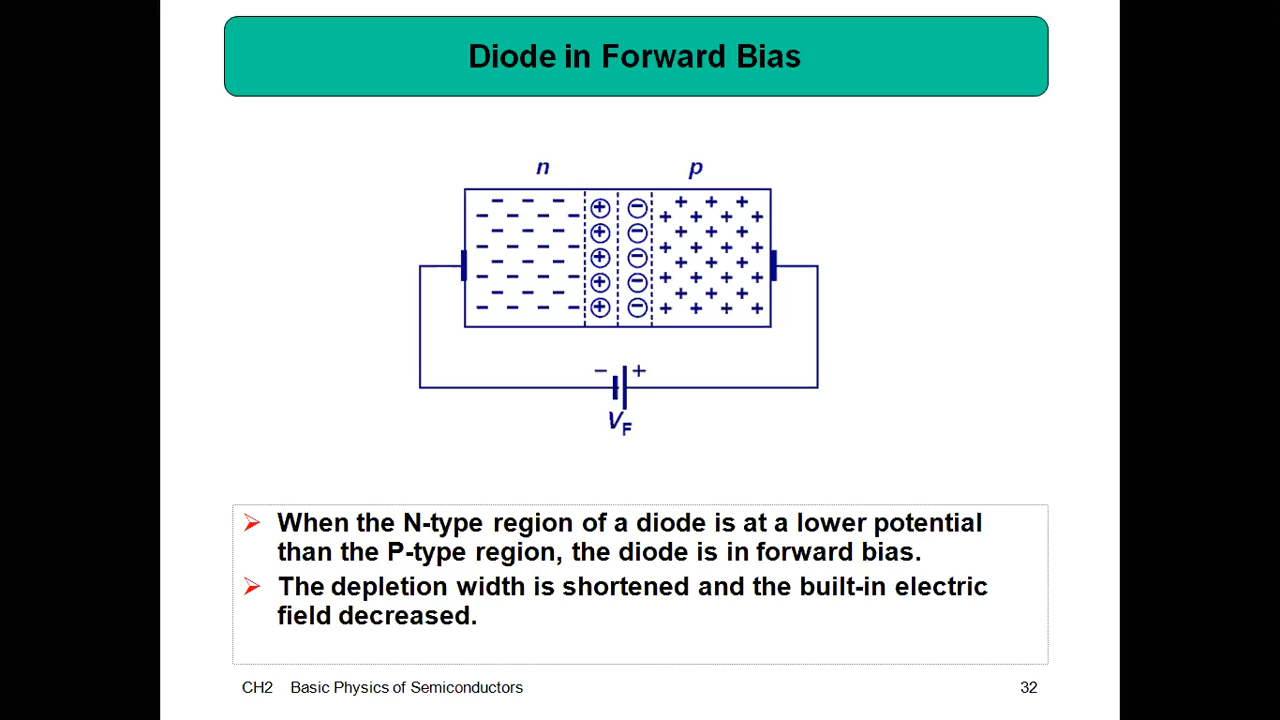 Diode in Forward Bias
n p
− +
VF
When the N-type region of a diode is at a lower potential
than the P-type region, the diode is in forward bias.
The depletion width is shortened and the built-in electric
field decreased.
CH2 Basic Physics of Semiconductors 32